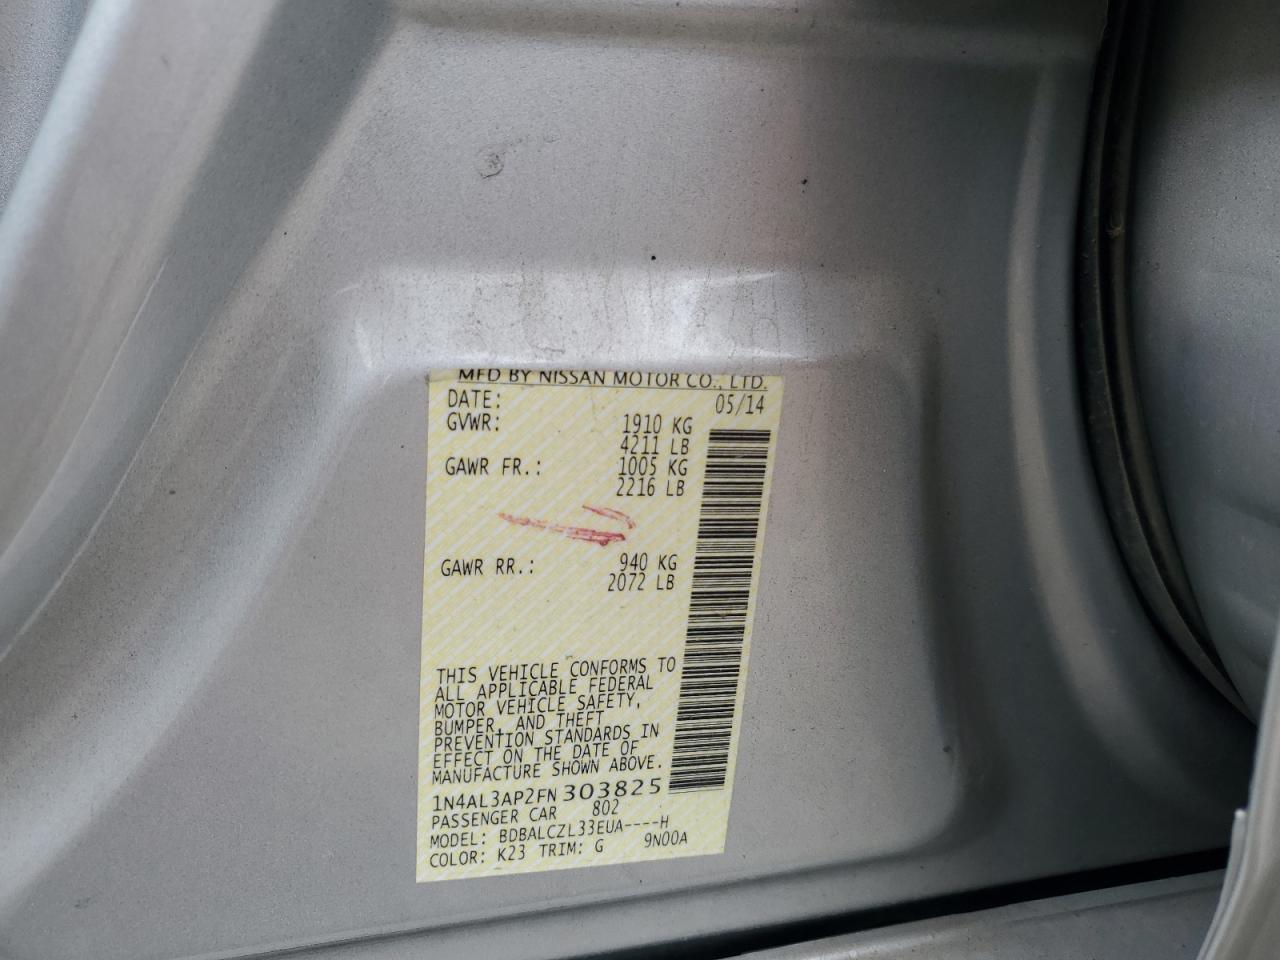 MFD BY NISSAN MOTOR CO., LTD.
DATE: 05/14
GVWR: 1910 KG
4211 LB
GAWR FR.: 1005 KG
2216 LB
GAWR RR.: 940 KG
2072 LB
THIS VEHICLE CONFORMS TO
ALL APPLICABLE FEDERAL
MOTOR VEHICLE SAFETY,
BUMPER, AND THEFT
PREVENTION STANDARDS IN
EFFECT ON THE DATE OF
MANUFACTURE SHOWN ABOVE.
1N4AL3AP2FN303825
PASSENGER CAR 802
MODEL: BDBALCZL33EUA----H
COLOR: K23 TRIM: G 9N00A